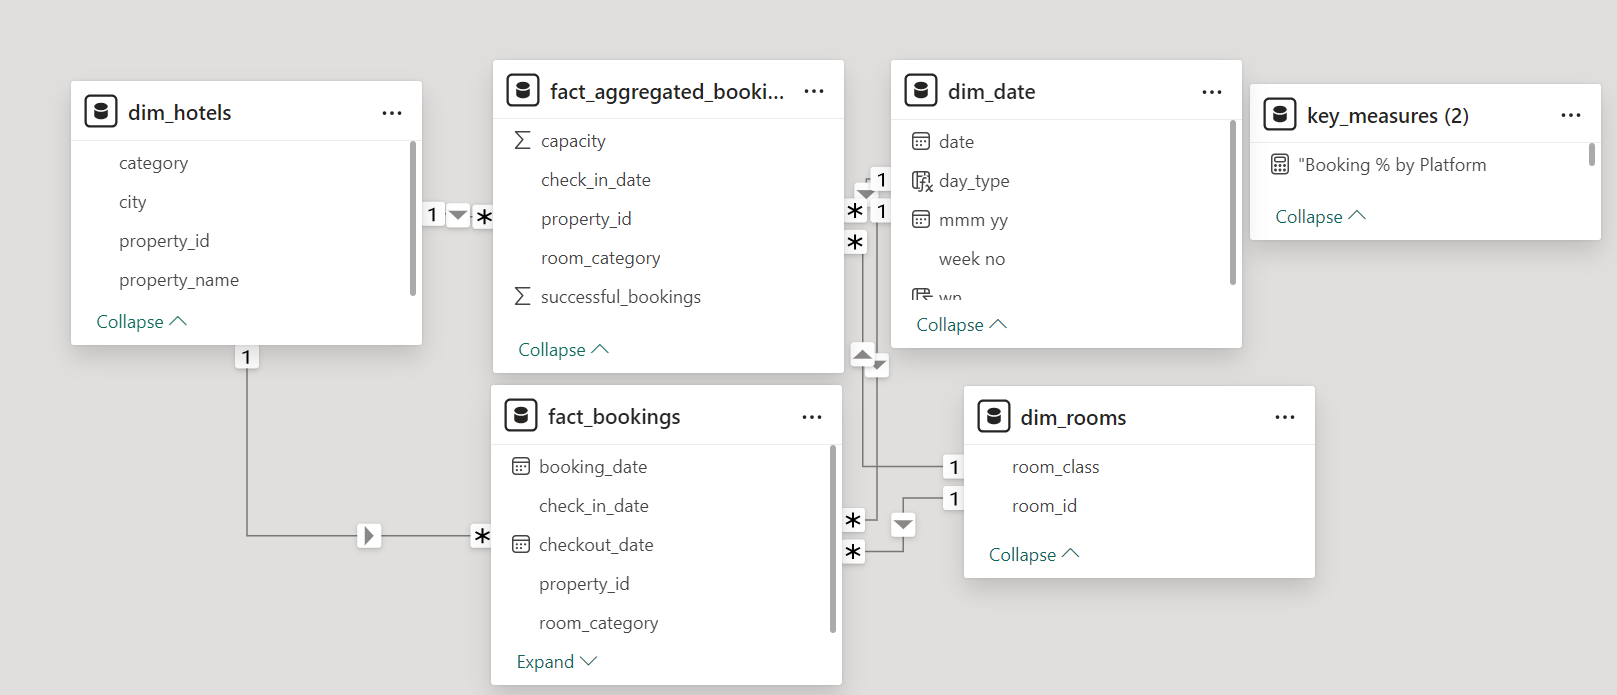 dim_hotels
category
city
property_id
property_name
Collapse
1
*
1
*
fact_aggregated_booki...
capacity
check_in_date
property_id
room_category
successful_bookings
Collapse
fact_bookings
booking_date
check_in_date
checkout_date
property_id
room_category
Expand
1
*
1
*
dim_date
date
day_type
mmm yy
week no
wn
Collapse
1
*
1
*
dim_rooms
room_class
room_id
Collapse
key_measures (2)
"Booking % by Platform
Collapse